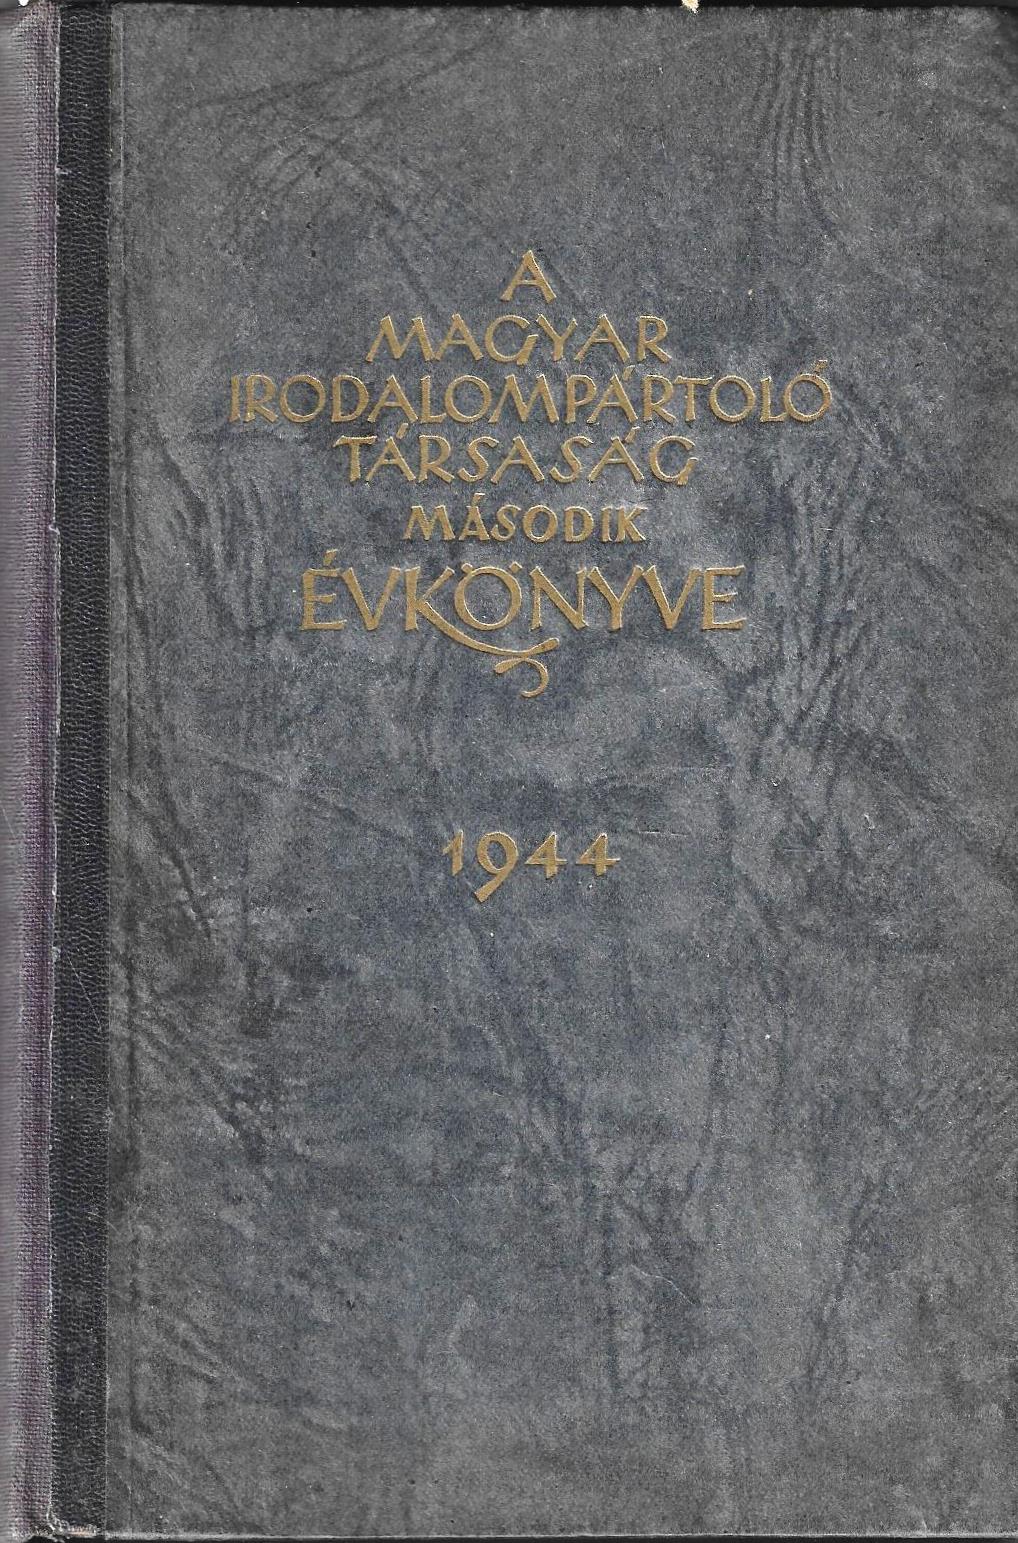 A
MAGYAR
IRODALOMPÁRTOLÓ
TÁRSASÁG
MÁSODIK
ÉVKÖNYVE
1944